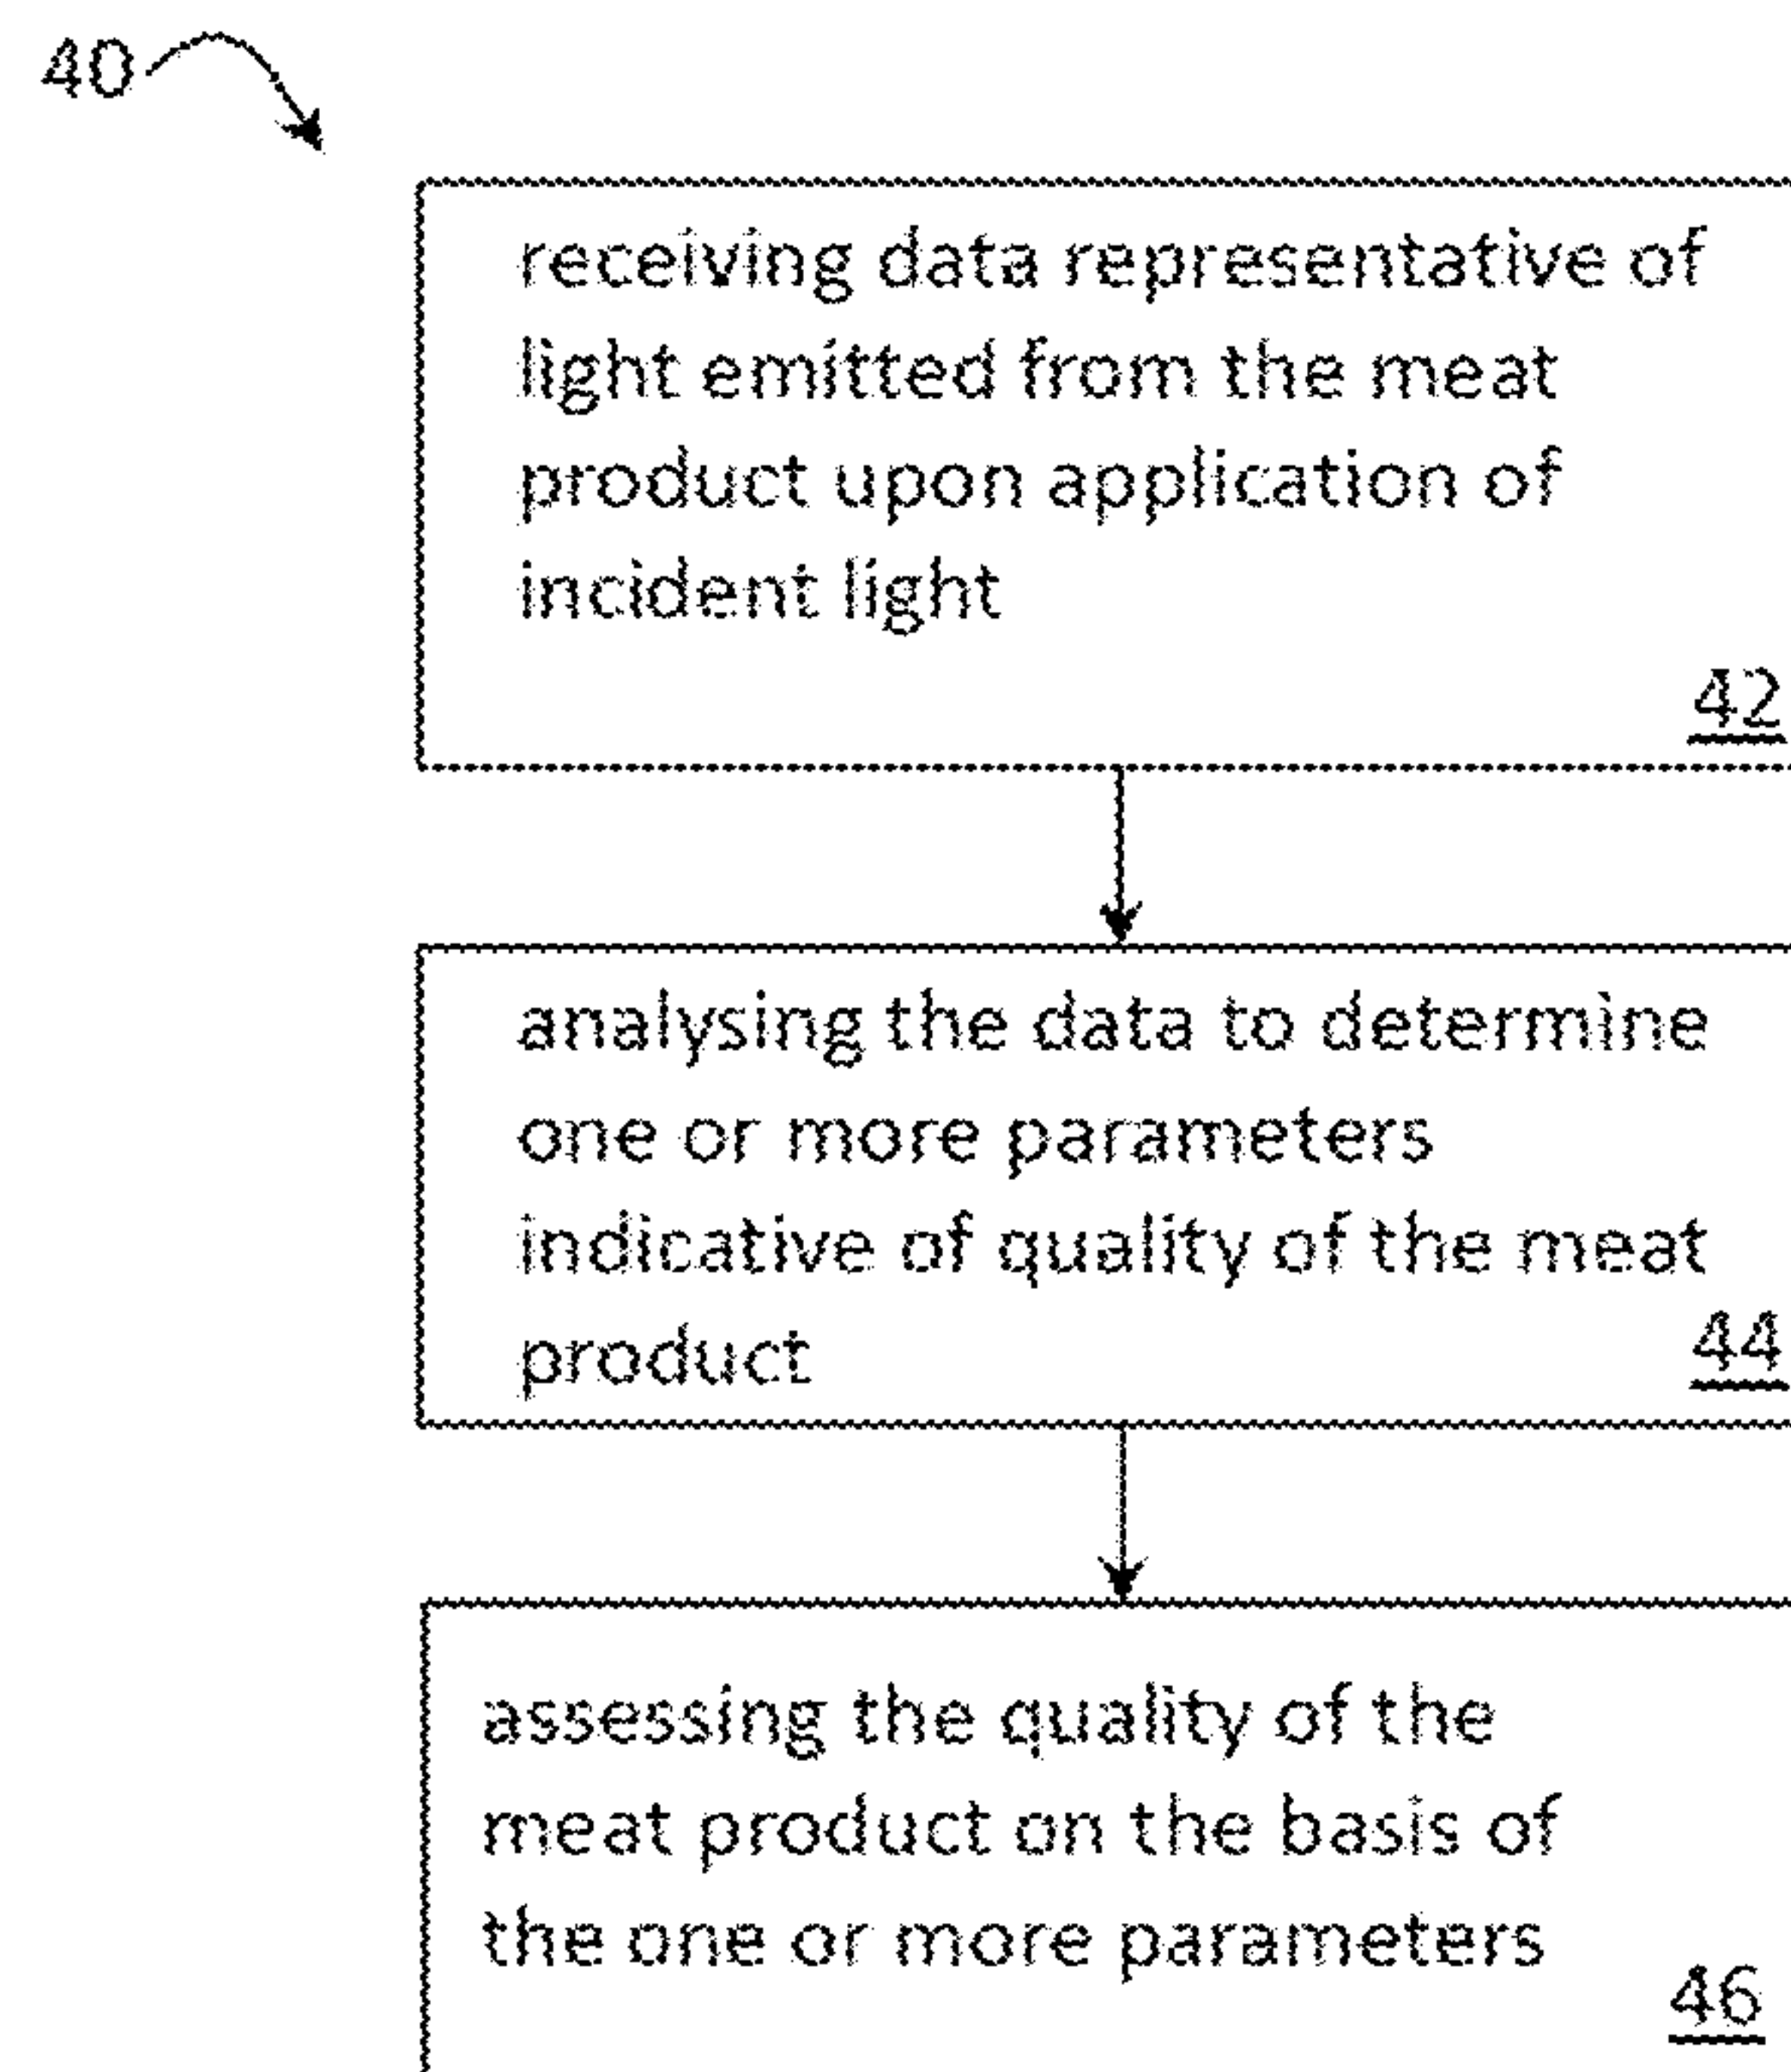 40
receiving data representative of
light emitted from the meat
product upon application of
incident light
42
analysing the data to determine
one or more parameters
indicative of quality of the meat
product
44
assessing the quality of the
meat product on the basis of
the one or more parameters
46